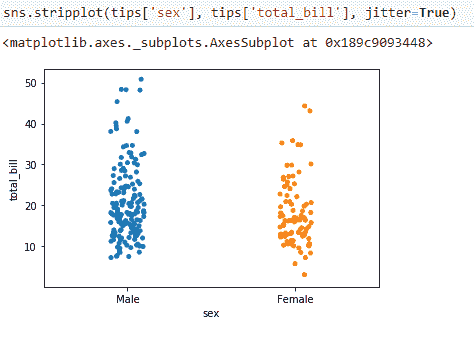 sns.stripplot(tips['sex'], tips['total_bill'], jitter=True)
<matplotlib.axes._subplots.AxesSubplot at 0x189c9093448>
50
40
30
20
10
total_bill
Male Female
sex